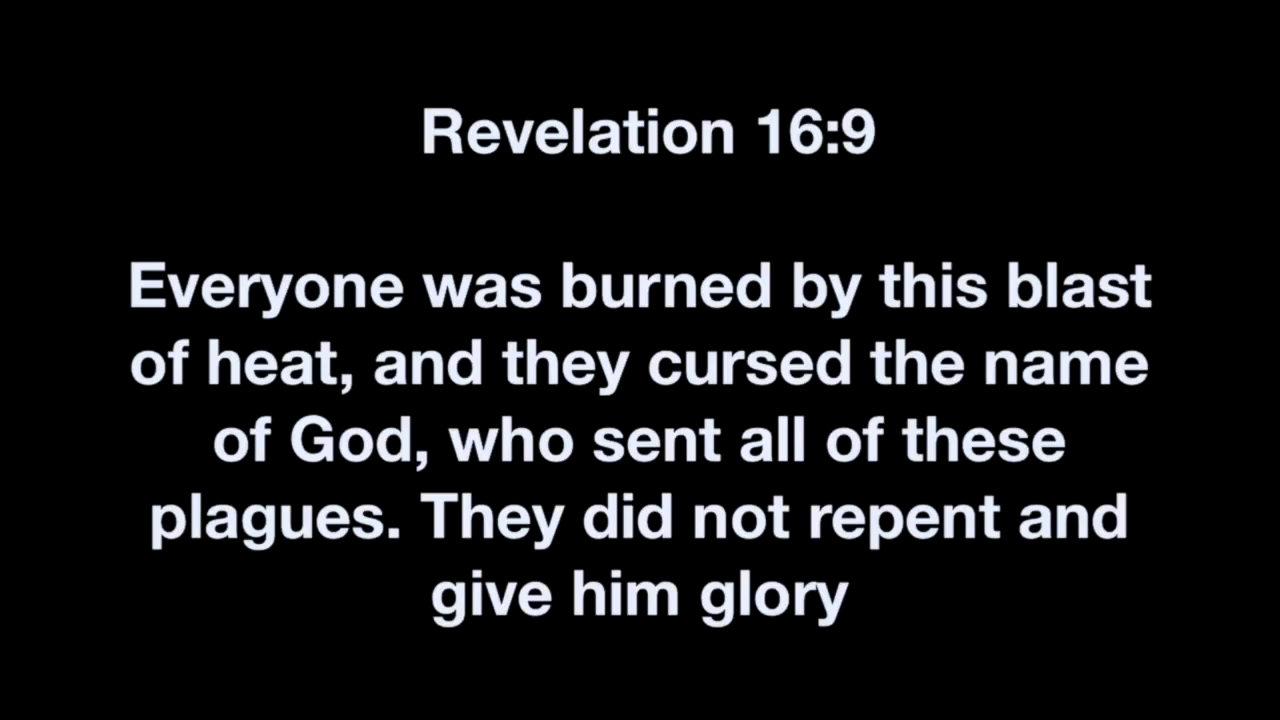 Revelation 16:9
Everyone was burned by this blast
of heat, and they cursed the name
of God, who sent all of these
plagues. They did not repent and
give him glory